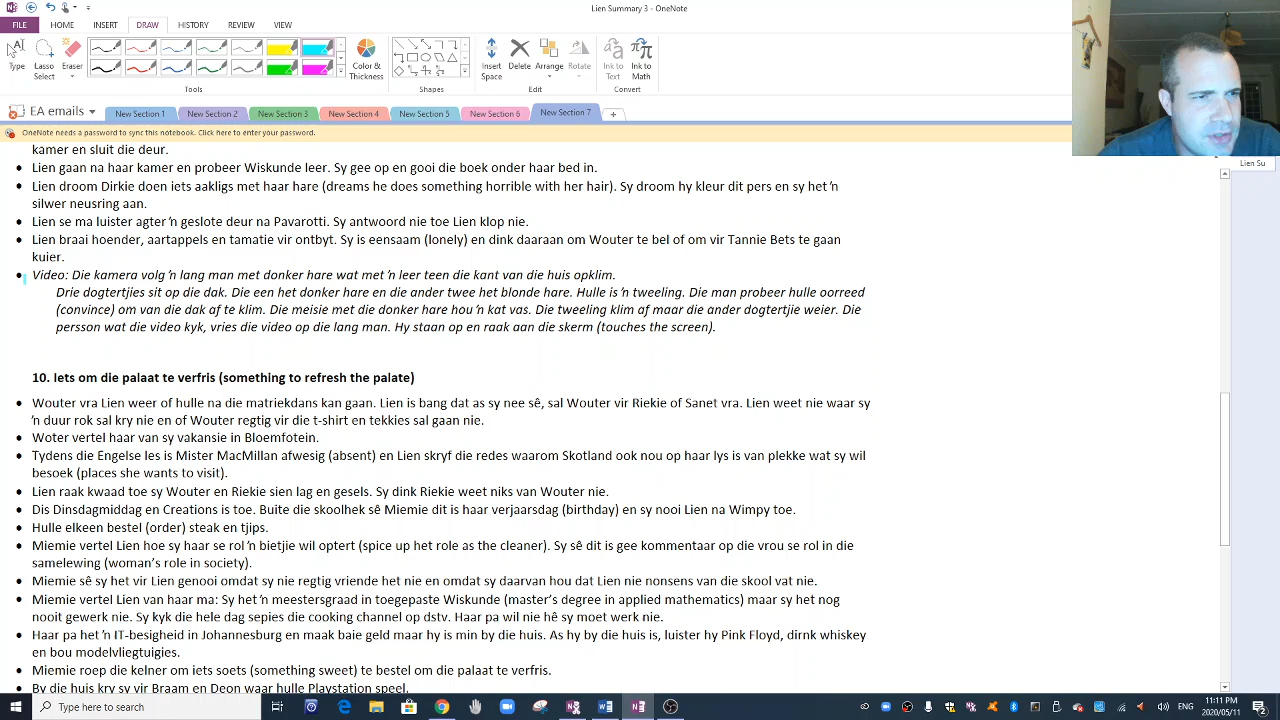 Lien Summary 3 - OneNote
FILE HOME INSERT DRAW HISTORY REVIEW VIEW
Type Lasso Select Eraser Color & Thickness Insert Space Delete Arrange Rotate Ink to Text Ink to Math
Tools Shapes Edit Convert
EA emails New Section 1 New Section 2 New Section 3 New Section 4 New Section 5 New Section 6 New Section 7
OneNote needs a password to sync this notebook. Click here to enter your password.
Lien Su
kamer en sluit die deur.
Lien gaan na haar kamer en probeer Wiskunde leer. Sy gee op en gooi die boek onder haar bed in.
Lien droom Dirkie doen iets aakligs met haar hare (dreams he does something horrible with her hair). Sy droom hy kleur dit pers en sy het 'n
silwer neusring aan.
Lien se ma luister agter 'n geslote deur na Pavarotti. Sy antwoord nie toe Lien klop nie.
Lien braai hoender, aartappels en tamatie vir ontbyt. Sy is eensaam (lonely) en dink daaraan om Wouter te bel of om vir Tannie Bets te gaan
kuier.
Video: Die kamera volg 'n lang man met donker hare wat met 'n leer teen die kant van die huis opklim.
Drie dogtertjies sit op die dak. Die een het donker hare en die ander twee het blonde hare. Hulle is 'n tweeling. Die man probeer hulle oorreed
(convince) om van die dak af te klim. Die meisie met die donker hare hou 'n kat vas. Die tweeling klim af maar die ander dogtertjie weier. Die
persson wat die video kyk, vries die video op die lang man. Hy staan op en raak aan die skerm (touches the screen).
10. Iets om die palaat te verfris (something to refresh the palate)
Wouter vra Lien weer of hulle na die matriekdans kan gaan. Lien is bang dat as sy nee sê, sal Wouter vir Riekie of Sanet vra. Lien weet nie waar sy
'n duur rok sal kry nie en of Wouter regtig vir die t-shirt en tekkies sal gaan nie.
Woter vertel haar van sy vakansie in Bloemfotein.
Tydens die Engelse les is Mister MacMillan afwesig (absent) en Lien skryf die redes waarom Skotland ook nou op haar lys is van plekke wat sy wil
besoek (places she wants to visit).
Lien raak kwaad toe sy Wouter en Riekie sien lag en gesels. Sy dink Riekie weet niks van Wouter nie.
Dis Dinsdagmiddag en Creations is toe. Buite die skoolhek sê Miemie dit is haar verjaarsdag (birthday) en sy nooi Lien na Wimpy toe.
Hulle elkeen bestel (order) steak en tjips.
Miemie vertel Lien hoe sy haar se rol 'n bietjie wil optert (spice up het role as the cleaner). Sy sê dit is gee kommentaar op die vrou se rol in die
samelewing (woman's role in society).
Miemie sê sy het vir Lien genooi omdat sy nie regtig vriende het nie en omdat sy daarvan hou dat Lien nie nonsens van die skool vat nie.
Miemie vertel Lien van haar ma: Sy het 'n meestersgraad in toegepaste Wiskunde (master's degree in applied mathematics) maar sy het nog
nooit gewerk nie. Sy kyk die hele dag sepies die cooking channel op dstv. Haar pa wil nie hê sy moet werk nie.
Haar pa het 'n IT-besigheid in Johannesburg en maak baie geld maar hy is min by die huis. As hy by die huis is, luister hy Pink Floyd, dirnk whiskey
en bou modelvliegtuigies.
Miemie roep die kelner om iets soets (something sweet) te bestel om die palaat te verfris.
By die huis kry sy vir Braam en Deon waar hulle Playstation speel.
Type here to search
ENG
11:11 PM
2020/05/11
2